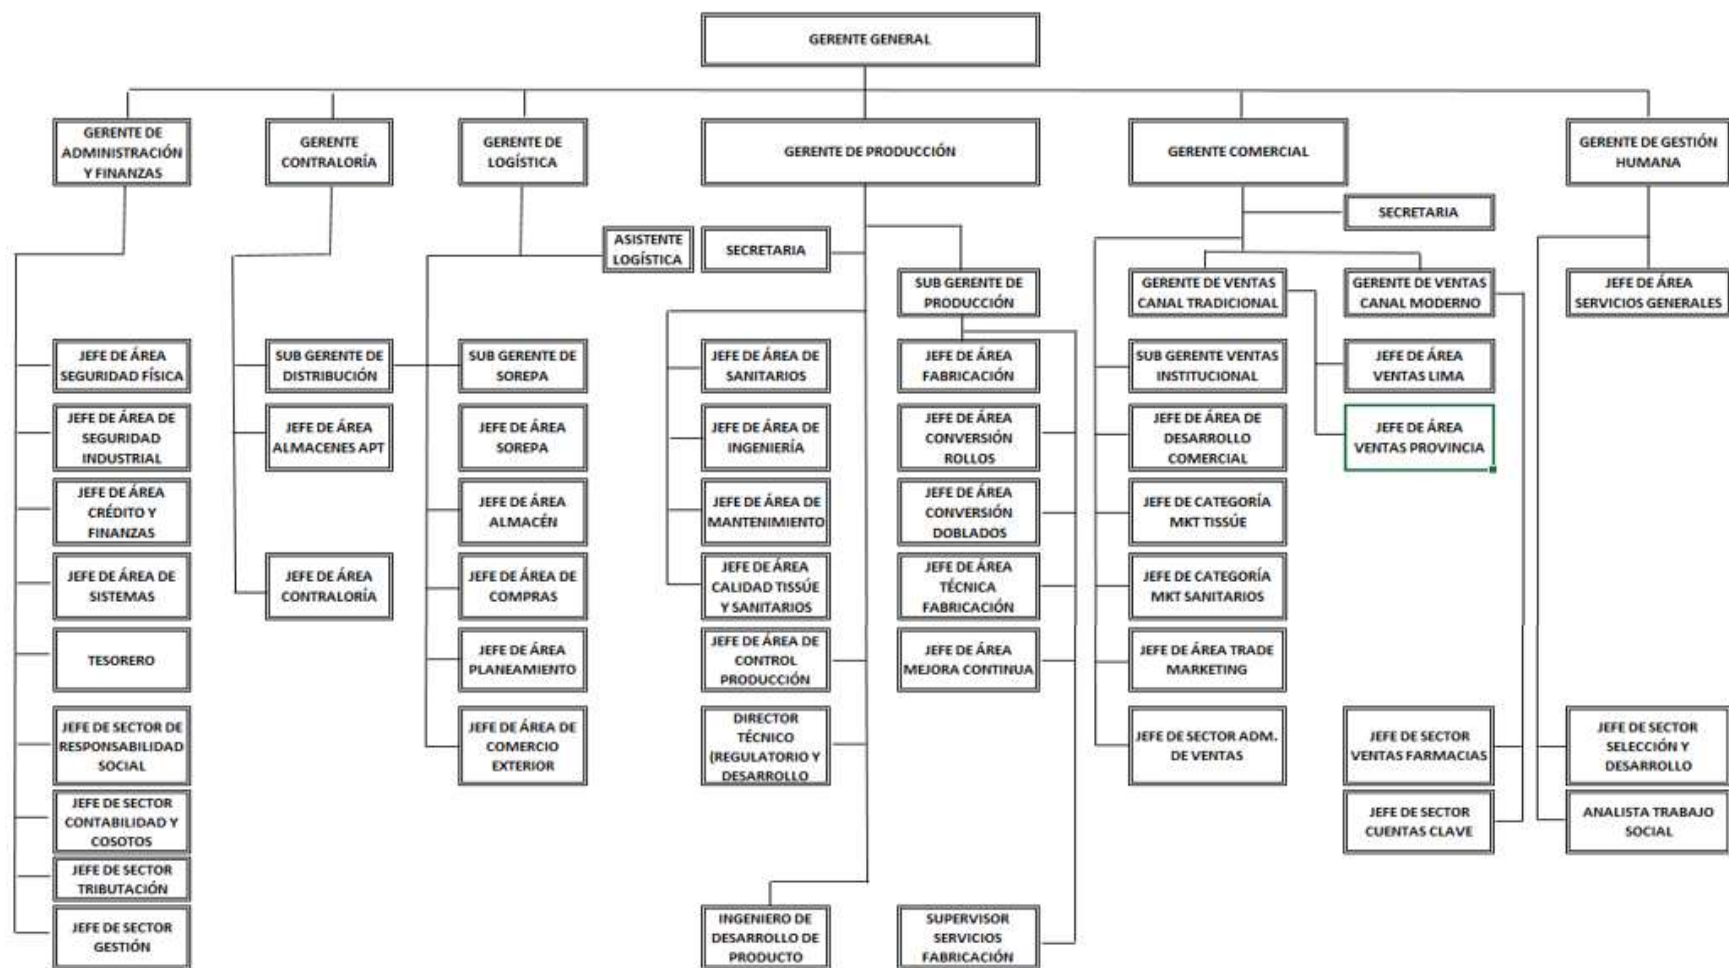 GERENTE GENERAL
GERENTE DE
ADMINISTRACIÓN
Y FINANZAS
GERENTE
CONTRALORÍA
GERENTE DE
LOGÍSTICA
GERENTE DE PRODUCCIÓN
GERENTE COMERCIAL
GERENTE DE GESTIÓN
HUMANA
SECRETARIA
ASISTENTE
LOGÍSTICA
SECRETARIA
SUB GERENTE DE
PRODUCCIÓN
GERENTE DE VENTAS
CANAL TRADICIONAL
GERENTE DE VENTAS
CANAL MODERNO
JEFE DE ÁREA
SERVICIOS GENERALES
JEFE DE ÁREA
SEGURIDAD FÍSICA
SUB GERENTE DE
DISTRIBUCIÓN
SUB GERENTE DE
SOREPA
JEFE DE ÁREA DE
SANITARIOS
JEFE DE ÁREA
FABRICACIÓN
SUB GERENTE VENTAS
INSTITUCIONAL
JEFE DE ÁREA
VENTAS LIMA
JEFE DE ÁREA DE
SEGURIDAD
INDUSTRIAL
JEFE DE ÁREA
ALMACENES APT
JEFE DE ÁREA
SOREPA
JEFE DE ÁREA DE
INGENIERÍA
JEFE DE ÁREA
CONVERSIÓN
ROLLOS
JEFE DE ÁREA DE
DESARROLLO
COMERCIAL
JEFE DE ÁREA
VENTAS PROVINCIA
JEFE DE ÁREA
CRÉDITO Y
FINANZAS
JEFE DE ÁREA
ALMACÉN
JEFE DE ÁREA DE
MANTENIMIENTO
JEFE DE ÁREA
CONVERSIÓN
DOBLADOS
JEFE DE CATEGORÍA
MKT TISSÚE
JEFE DE ÁREA DE
SISTEMAS
JEFE DE ÁREA
CONTRALORÍA
JEFE DE ÁREA DE
COMPRAS
JEFE DE ÁREA
CALIDAD TISSÚE
Y SANITARIOS
JEFE DE ÁREA
TÉCNICA
FABRICACIÓN
JEFE DE CATEGORÍA
MKT SANITARIOS
TESORERO
JEFE DE ÁREA
PLANEAMIENTO
JEFE DE ÁREA DE
CONTROL
PRODUCCIÓN
JEFE DE ÁREA
MEJORA CONTINUA
JEFE DE ÁREA TRADE
MARKETING
JEFE DE SECTOR DE
RESPONSABILIDAD
SOCIAL
JEFE DE ÁREA DE
COMERCIO
EXTERIOR
DIRECTOR
TÉCNICO
(REGULATORIO Y
DESARROLLO
JEFE DE SECTOR ADM.
DE VENTAS
JEFE DE SECTOR
VENTAS FARMACIAS
JEFE DE SECTOR
SELECCIÓN Y
DESARROLLO
JEFE DE SECTOR
CONTABILIDAD Y
COSOTOS
JEFE DE SECTOR
CUENTAS CLAVE
ANALISTA TRABAJO
SOCIAL
JEFE DE SECTOR
TRIBUTACIÓN
JEFE DE SECTOR
GESTIÓN
INGENIERO DE
DESARROLLO DE
PRODUCTO
SUPERVISOR
SERVICIOS
FABRICACIÓN